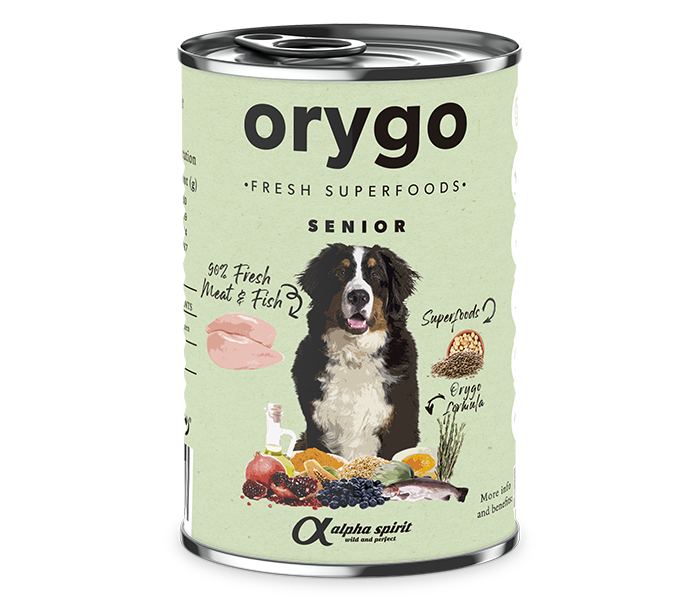 orygo
•FRESH SUPERFOODS•
SENIOR
90% Fresh
Meat & Fish
Superfoods
Orygo
formula
More info
and benefits:
alpha spirit
wild and perfect